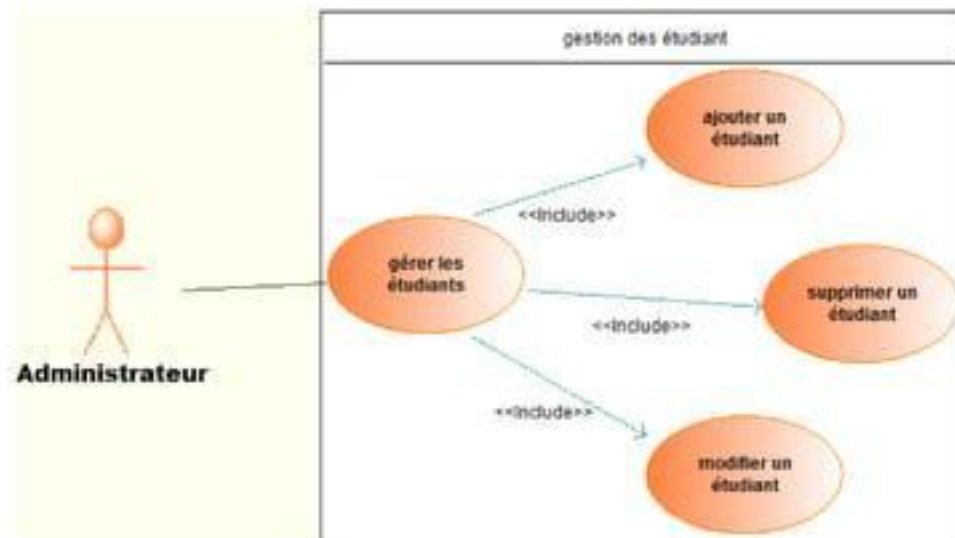 gestion des étudiant
ajouter un
étudiant
<<Include>>
gérer les
étudiants
supprimer un
étudiant
<<Include>>
Administrateur
<<Include>>
modifier un
étudiant